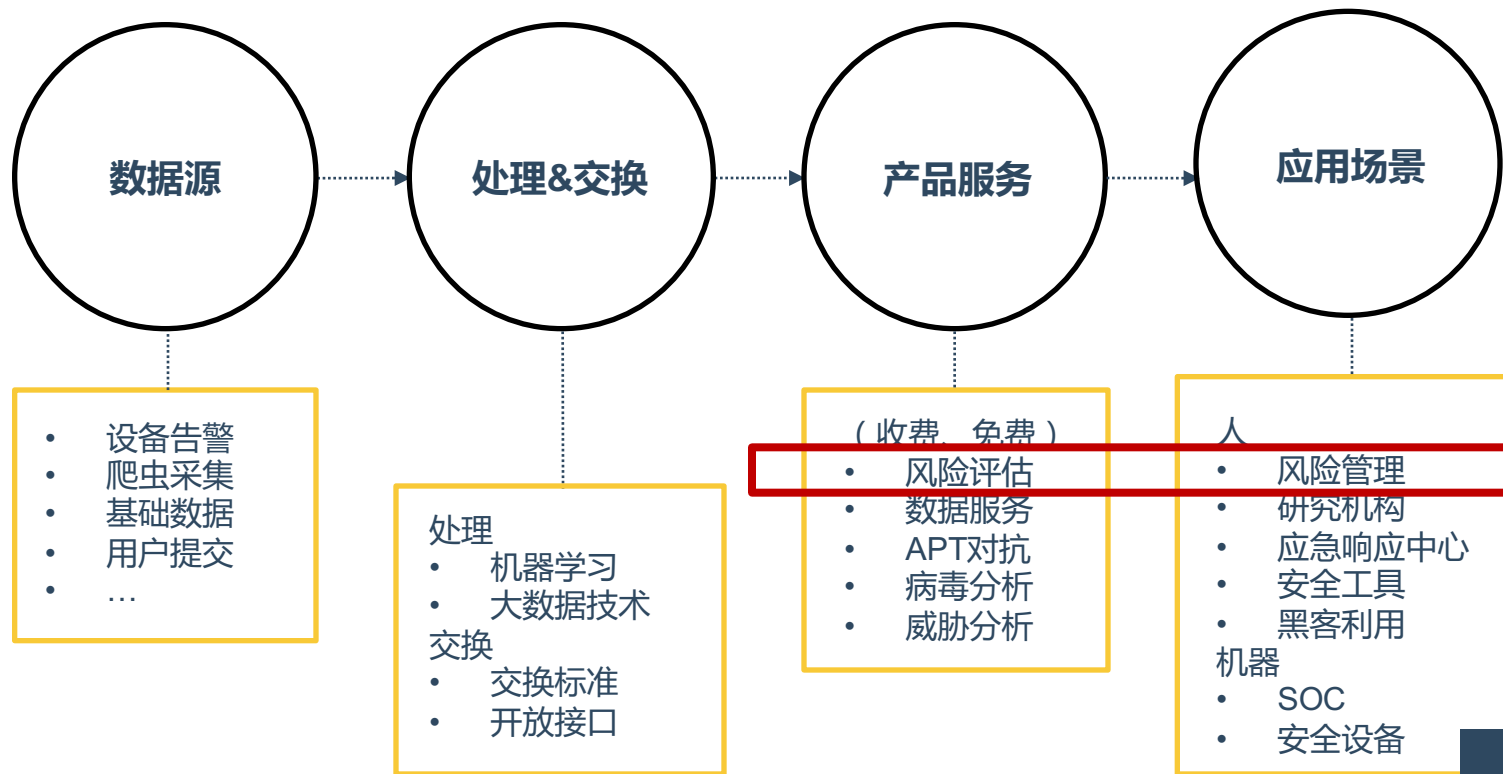 数据源
处理&交换
产品服务
应用场景
• 设备告警
• 爬虫采集
• 基础数据
• 用户提交
• …
处理
• 机器学习
• 大数据技术
交换
• 交换标准
• 开放接口
（收费、免费）
• 风险评估
• 数据服务
• APT对抗
• 病毒分析
• 威胁分析
人
• 风险管理
• 研究机构
• 应急响应中心
• 安全工具
• 黑客利用
机器
• SOC
• 安全设备